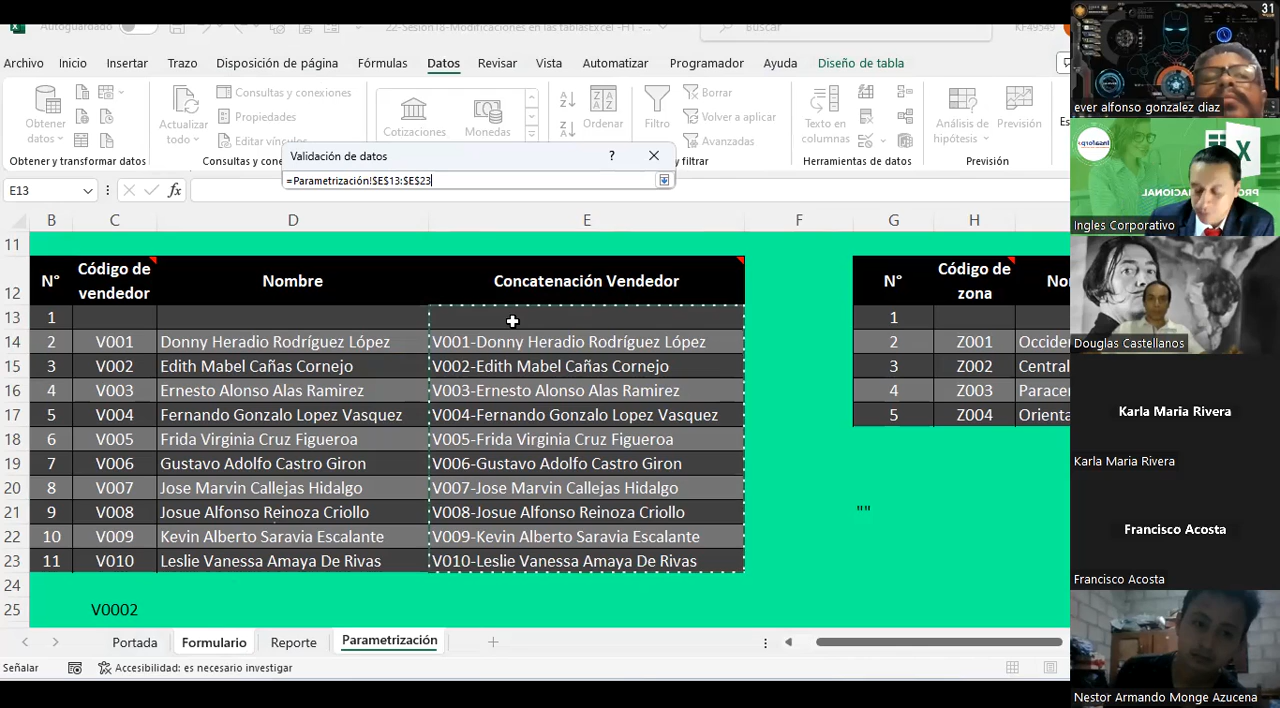 Autoguardado
22-Sesión18-Modificaciones en las tablasExcel -HT -...
Buscar
KF49549
Archivo Inicio Insertar Trazo Disposición de página Fórmulas Datos Revisar Vista Automatizar Programador Ayuda Diseño de tabla
Obtener datos
Actualizar todo
Consultas y conexiones
Propiedades
Editar vínculos
Cotizaciones
Monedas
Ordenar
Filtro
Borrar
Volver a aplicar
Avanzadas
Texto en columnas
Análisis de hipótesis
Previsión
Obtener y transformar datos
Herramientas de datos
Previsión
Validación de datos
?
=Parametrización!$E$13:$E$23
E13
fx
B C D E F G H
11
12 N° Código de vendedor Nombre Concatenación Vendedor N° Código de zona
13 1 1
14 2 V001 Donny Heradio Rodríguez López V001-Donny Heradio Rodríguez López 2 Z001
15 3 V002 Edith Mabel Cañas Cornejo V002-Edith Mabel Cañas Cornejo 3 Z002 Central
16 4 V003 Ernesto Alonso Alas Ramirez V003-Ernesto Alonso Alas Ramirez 4 Z003
17 5 V004 Fernando Gonzalo Lopez Vasquez V004-Fernando Gonzalo Lopez Vasquez 5 Z004
18 6 V005 Frida Virginia Cruz Figueroa V005-Frida Virginia Cruz Figueroa
19 7 V006 Gustavo Adolfo Castro Giron V006-Gustavo Adolfo Castro Giron
20 8 V007 Jose Marvin Callejas Hidalgo V007-Jose Marvin Callejas Hidalgo
21 9 V008 Josue Alfonso Reinoza Criollo V008-Josue Alfonso Reinoza Criollo ""
22 10 V009 Kevin Alberto Saravia Escalante V009-Kevin Alberto Saravia Escalante
23 11 V010 Leslie Vanessa Amaya De Rivas V010-Leslie Vanessa Amaya De Rivas
24
25 V0002
Portada Formulario Reporte Parametrización
Señalar
Accesibilidad: es necesario investigar
31
ever alfonso gonzalez diaz
Insaforp
Ingles Corporativo
Douglas Castellanos
Karla Maria Rivera
Karla Maria Rivera
Francisco Acosta
Francisco Acosta
Nestor Armando Monge Azucena